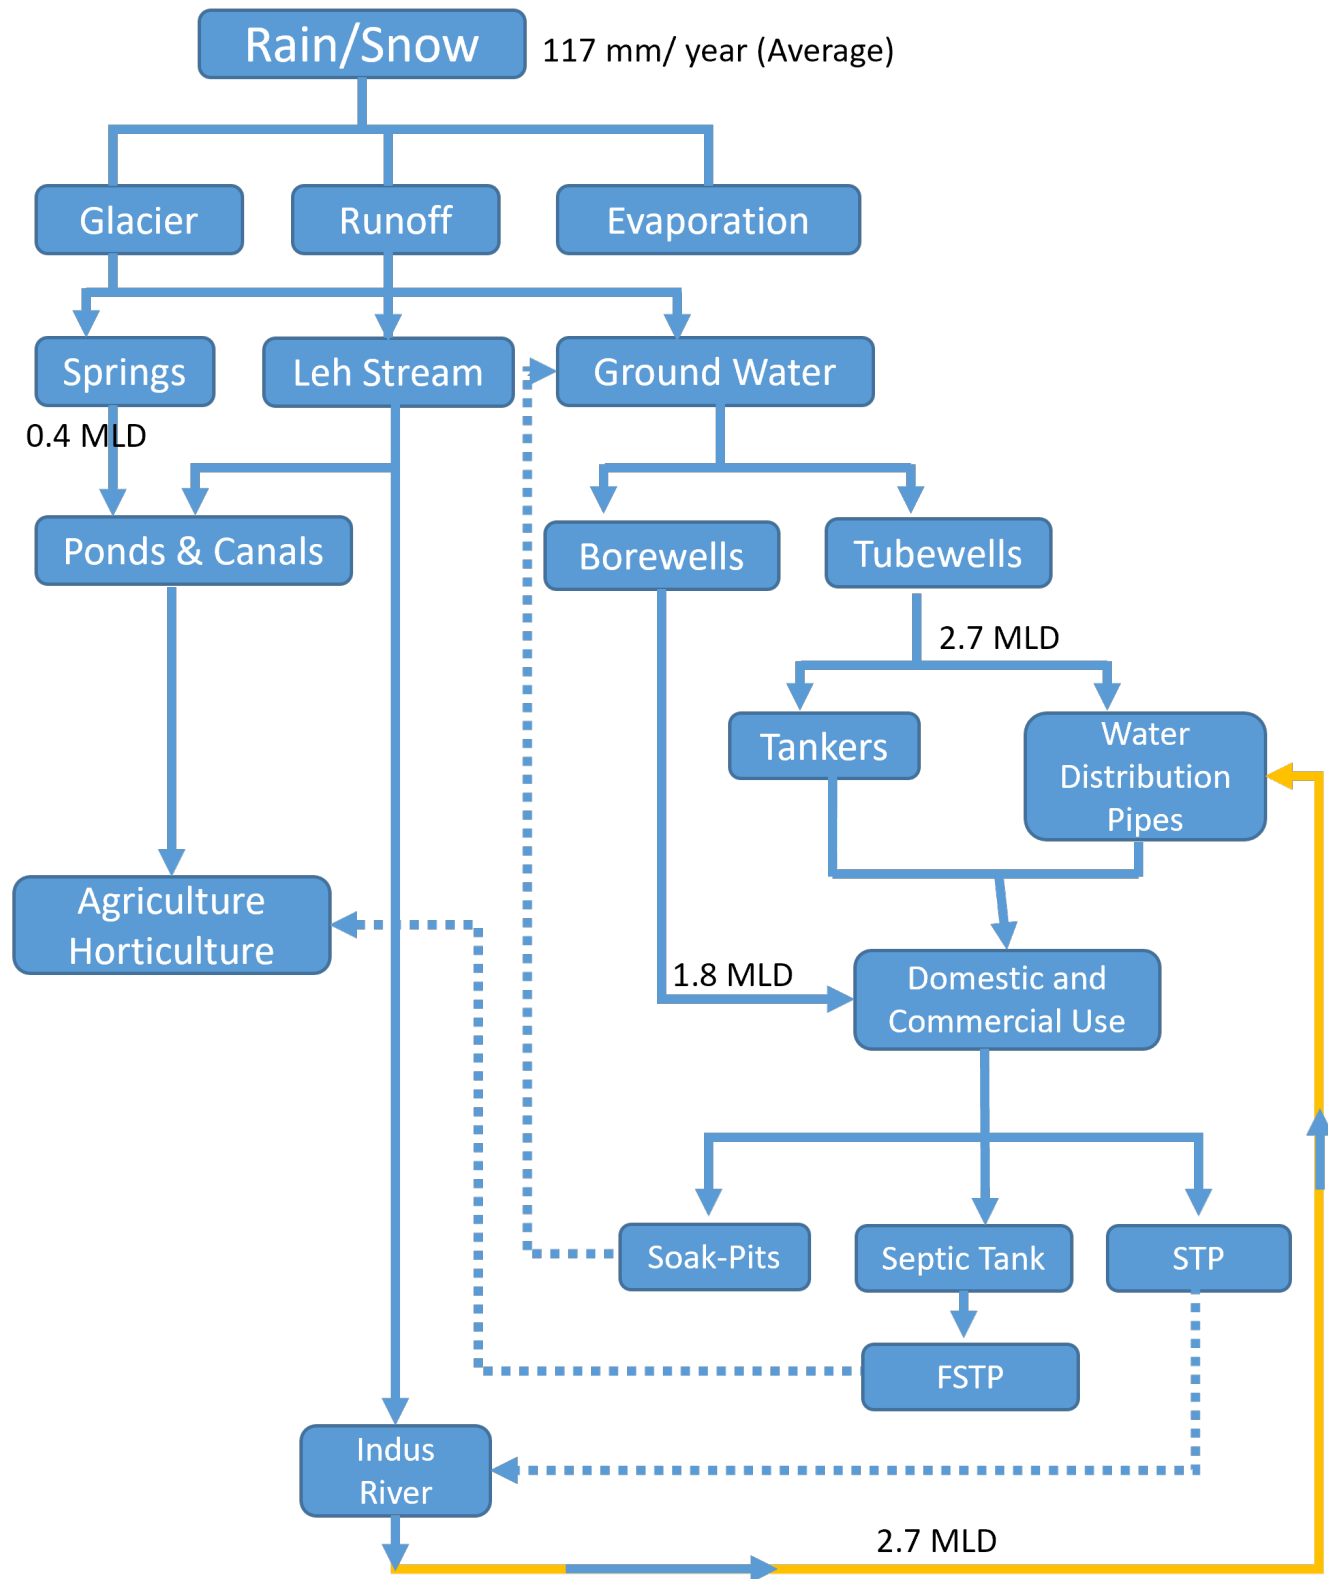 Rain/Snow
117 mm/ year (Average)
Glacier
Runoff
Evaporation
Springs
Leh Stream
Ground Water
0.4 MLD
Ponds & Canals
Borewells
Tubewells
2.7 MLD
Tankers
Water
Distribution
Pipes
Agriculture
Horticulture
1.8 MLD
Domestic and
Commercial Use
Soak-Pits
Septic Tank
STP
FSTP
Indus
River
2.7 MLD